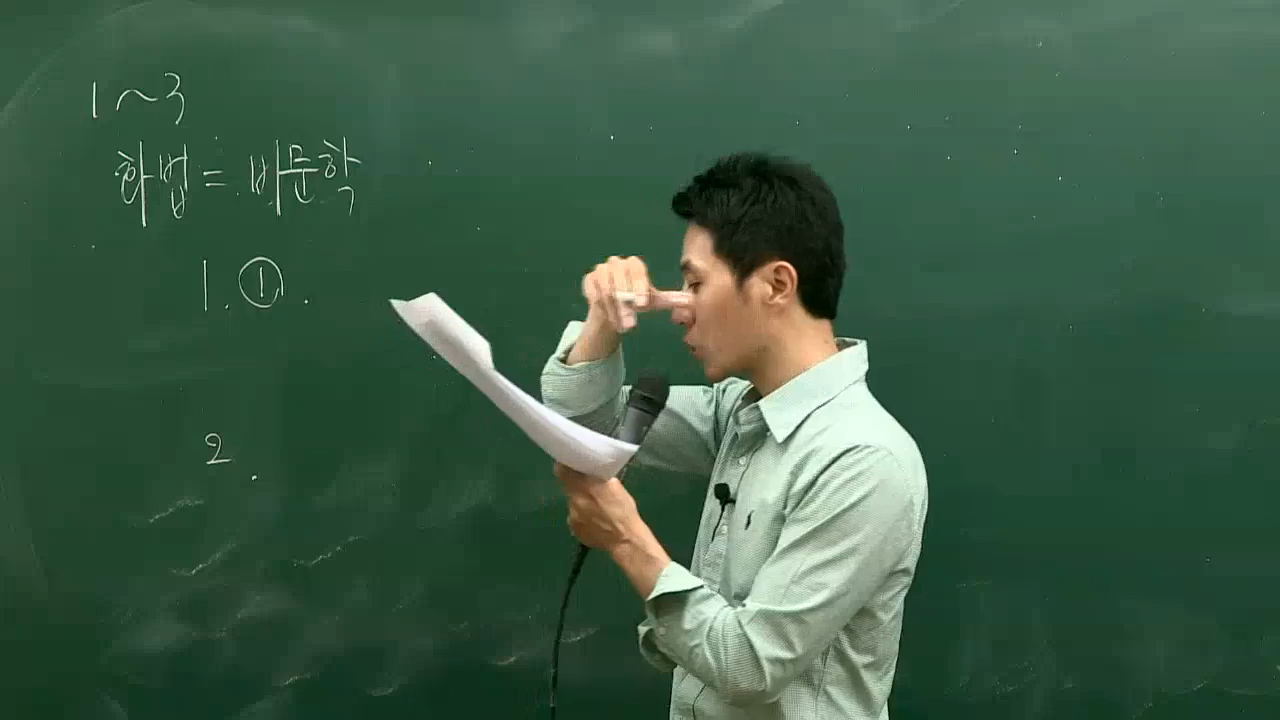 1~3
화법 = 비문학
1. ①.
2.